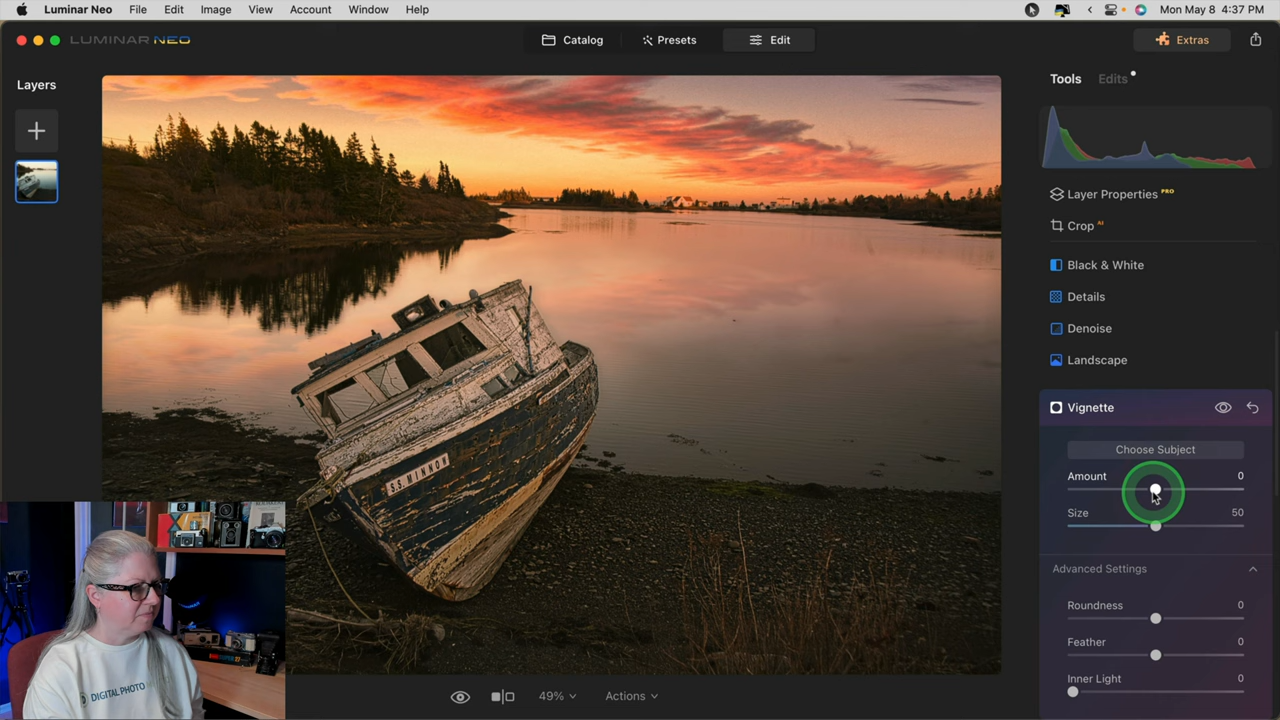 Luminar Neo File Edit Image View Account Window Help Mon May 8 4:37 PM
LUMINAR NEO Catalog Presets Edit Extras
Layers
Tools Edits
Layer Properties PRO
Crop AI
Black & White
Details
Denoise
Landscape
Vignette
Choose Subject
Amount 0
Size 50
Advanced Settings
Roundness 0
Feather 0
Inner Light 0
S.S. MINNOW
DIGITAL PHOTO
49% Actions